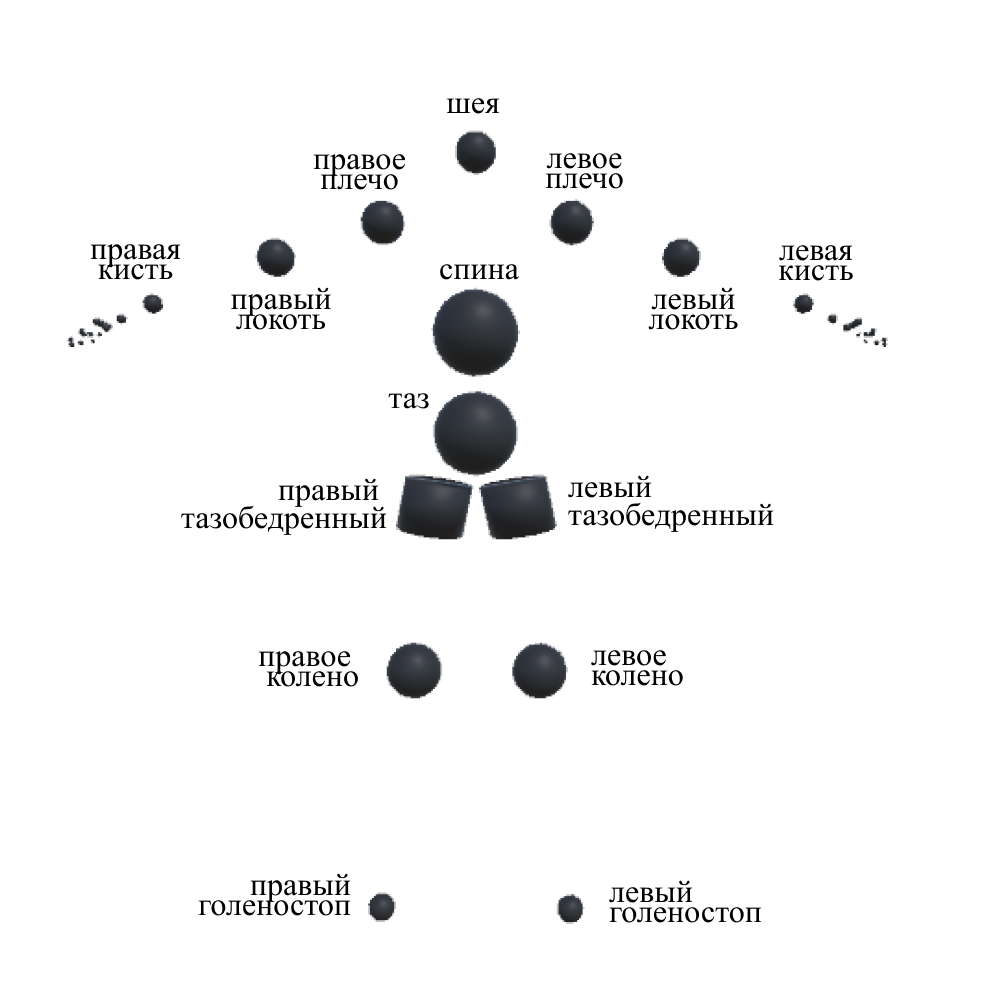 шея
правое
плечо
левое
плечо
правая
кисть
левая
кисть
спина
правый
локоть
левый
локоть
таз
правый
тазобедренный
левый
тазобедренный
правое
колено
левое
колено
правый
голеностоп
левый
голеностоп